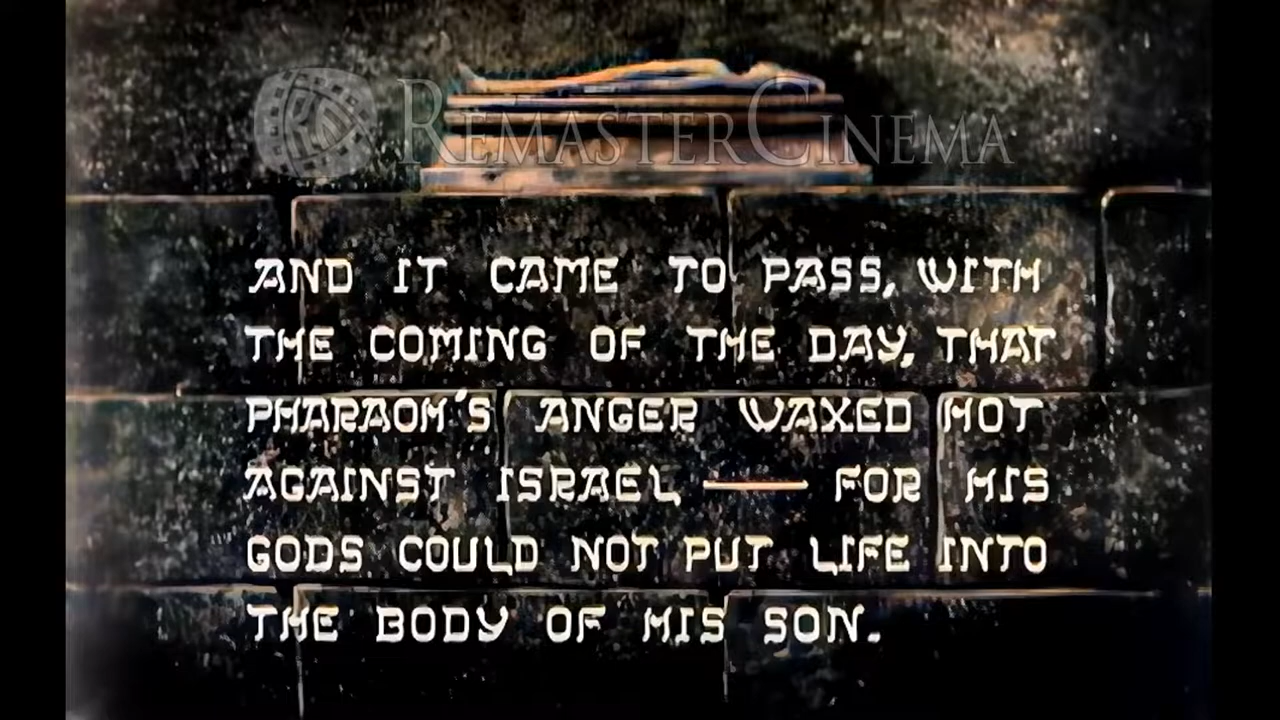 REMASTERCINEMA
AND IT CAME TO PASS, WITH
THE COMING OF THE DAY, THAT
PHARAOH'S ANGER WAXED HOT
AGAINST ISRAEL — FOR HIS
GODS COULD NOT PUT LIFE INTO
THE BODY OF HIS SON.